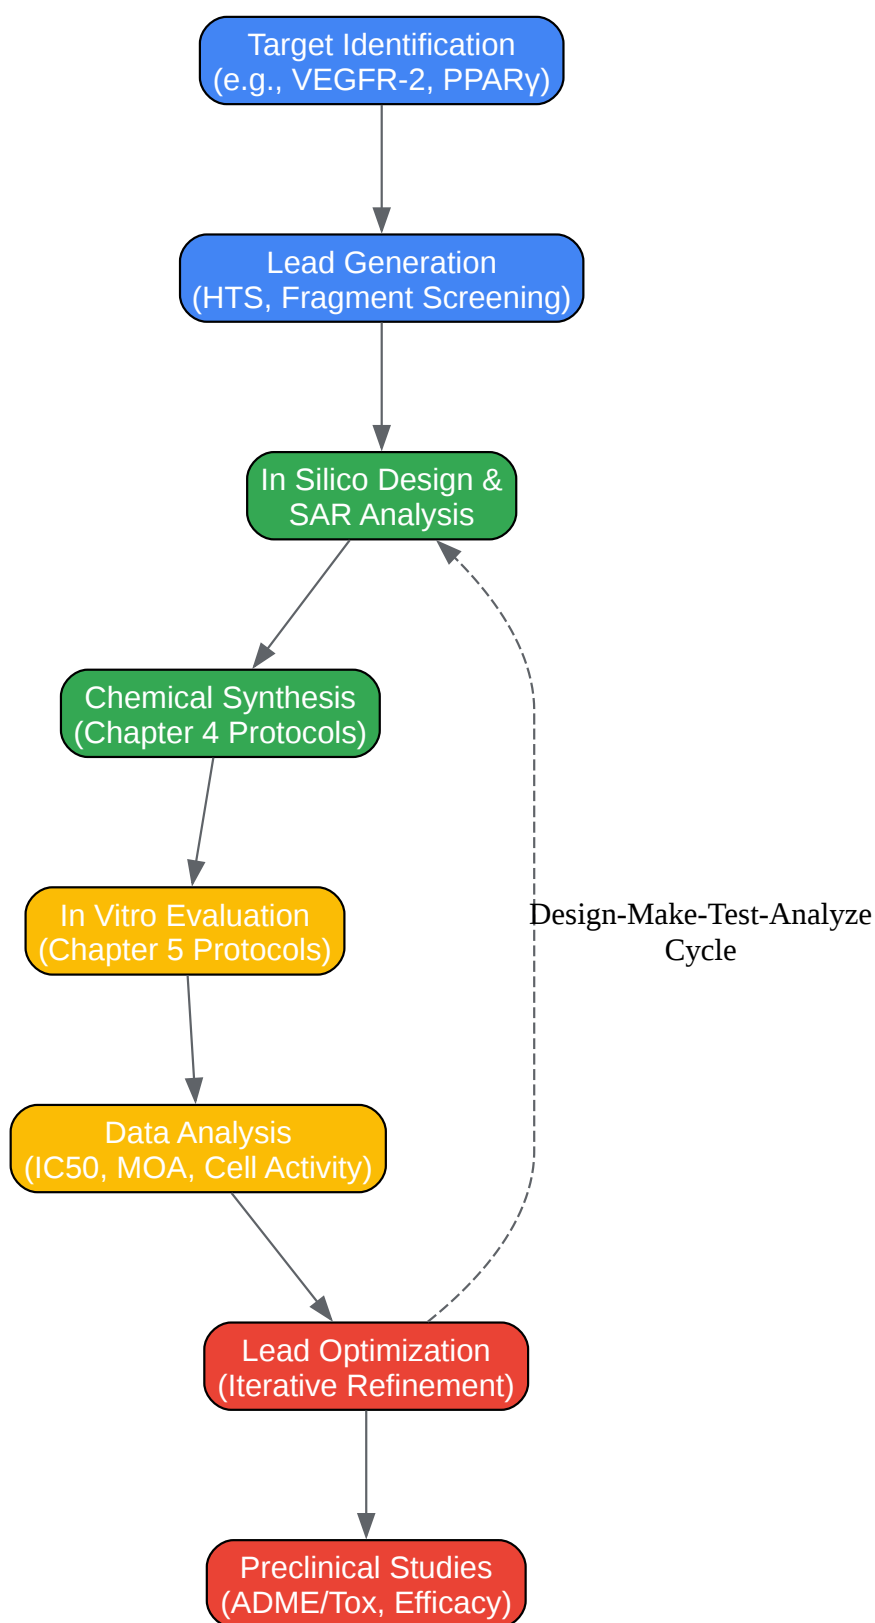 Target Identification
(e.g., VEGFR-2, PPARγ)
Lead Generation
(HTS, Fragment Screening)
In Silico Design &
SAR Analysis
Chemical Synthesis
(Chapter 4 Protocols)
In Vitro Evaluation
(Chapter 5 Protocols)
Design-Make-Test-Analyze
Cycle
Data Analysis
(IC50, MOA, Cell Activity)
Lead Optimization
(Iterative Refinement)
Preclinical Studies
(ADME/Tox, Efficacy)